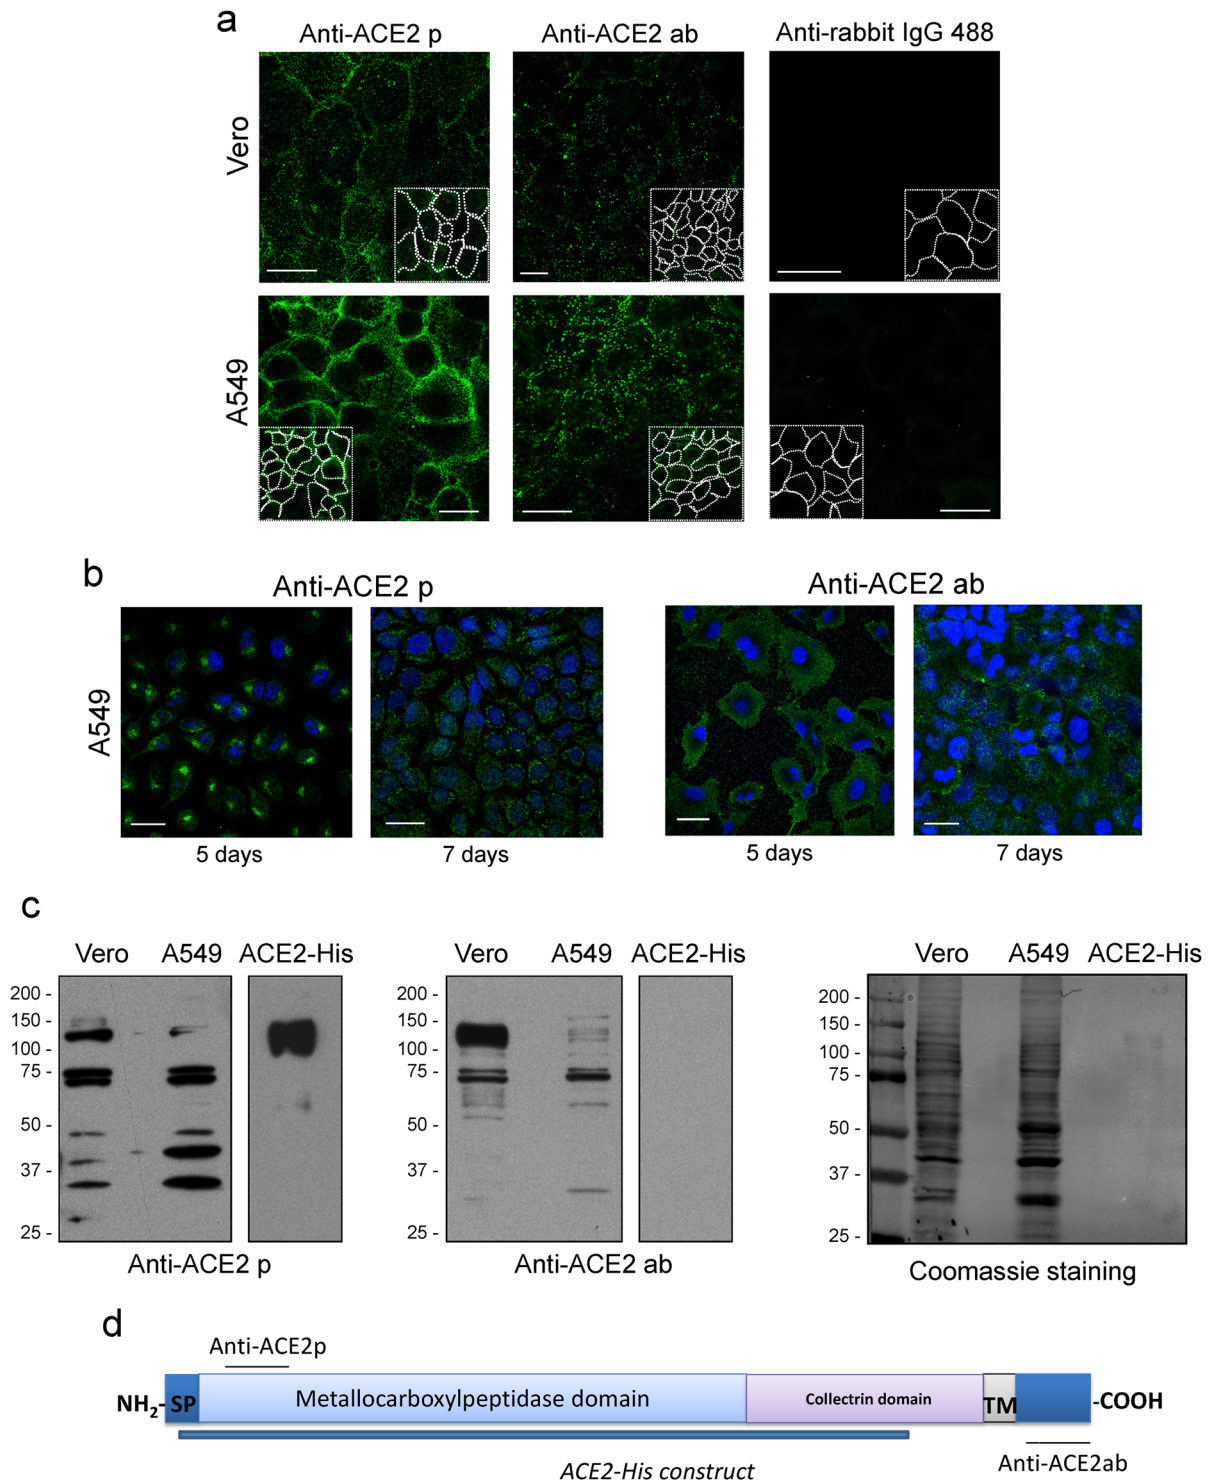 a
Anti-ACE2 p Anti-ACE2 ab Anti-rabbit IgG 488
Vero
A549
b
Anti-ACE2 p Anti-ACE2 ab
A549
5 days 7 days 5 days 7 days
c
Vero A549 ACE2-His Vero A549 ACE2-His Vero A549 ACE2-His
200 - 200 - 200 -
150 - 150 - 150 -
100 - 100 - 100 -
75 - 75 - 75 -
50 - 50 - 50 -
37 - 37 - 37 -
25 - 25 - 25 -
Anti-ACE2 p Anti-ACE2 ab Coomassie staining
d
Anti-ACE2p
NH2- SP Metallocarboxylpeptidase domain Collectrin domain TM -COOH
ACE2-His construct
Anti-ACE2ab